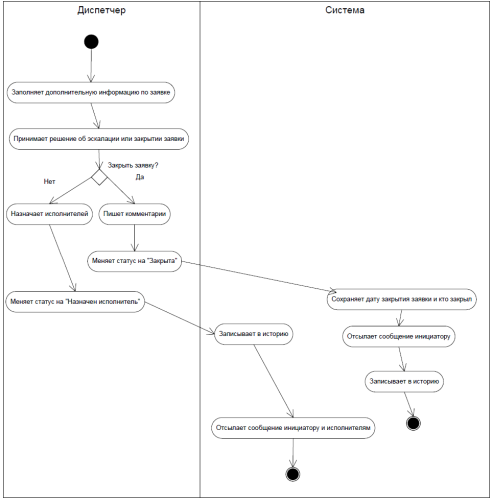 Диспетчер
Система
Заполняет дополнительную информацию по заявке
Принимает решение об эскалации или закрытии заявки
Закрыть заявку?
Нет
Да
Назначает исполнителей
Пишет комментарии
Меняет статус на "Закрыта"
Меняет статус на "Назначен исполнитель"
Сохраняет дату закрытия заявки и кто закрыл
Записывает в историю
Отсылает сообщение инициатору
Записывает в историю
Отсылает сообщение инициатору и исполнителям